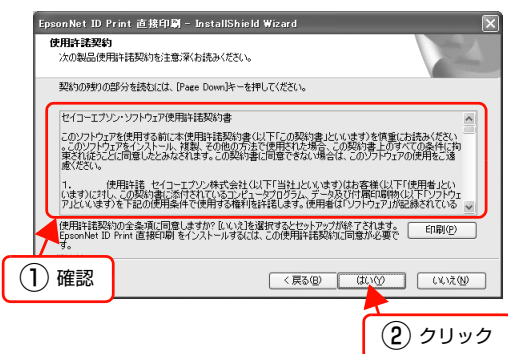 EpsonNet ID Print 直接印刷 - InstallShield Wizard
使用許諾契約
次の製品使用許諾契約を注意深くお読みください。
契約の残りの部分を読むには、[Page Down]キーを押してください。
セイコーエプソン・ソフトウェア使用許諾契約書
このソフトウェアを使用する前に本使用許諾契約書(以下「この契約書」といいます)を慎重にお読みください
。このソフトウェアをインストール、複製、その他の方法で使用された場合、この契約書上のすべての条件に拘
束されることに同意したとみなされます。この契約書に同意できない場合は、このソフトウェアの使用をご遠
慮ください。
1. 使用許諾 セイコーエプソン株式会社(以下「当社」といいます)はお客様(以下「使用者」とい
います)に対し、この契約書に添付されているコンピュータプログラム、データ及び付属印刷物(以下「ソフトウェ
ア」といいます)を下記の使用条件で使用する権利を許諾します。使用者は「ソフトウェア」が記録されている
使用許諾契約の全条項に同意しますか? [いいえ]を選択するとセットアップが終了されます。
EpsonNet ID Print 直接印刷 をインストールするには、この使用許諾契約に同意が必要で
す。
印刷(P)
① 確認
< 戻る(B)
はい(Y)
いいえ(N)
② クリック